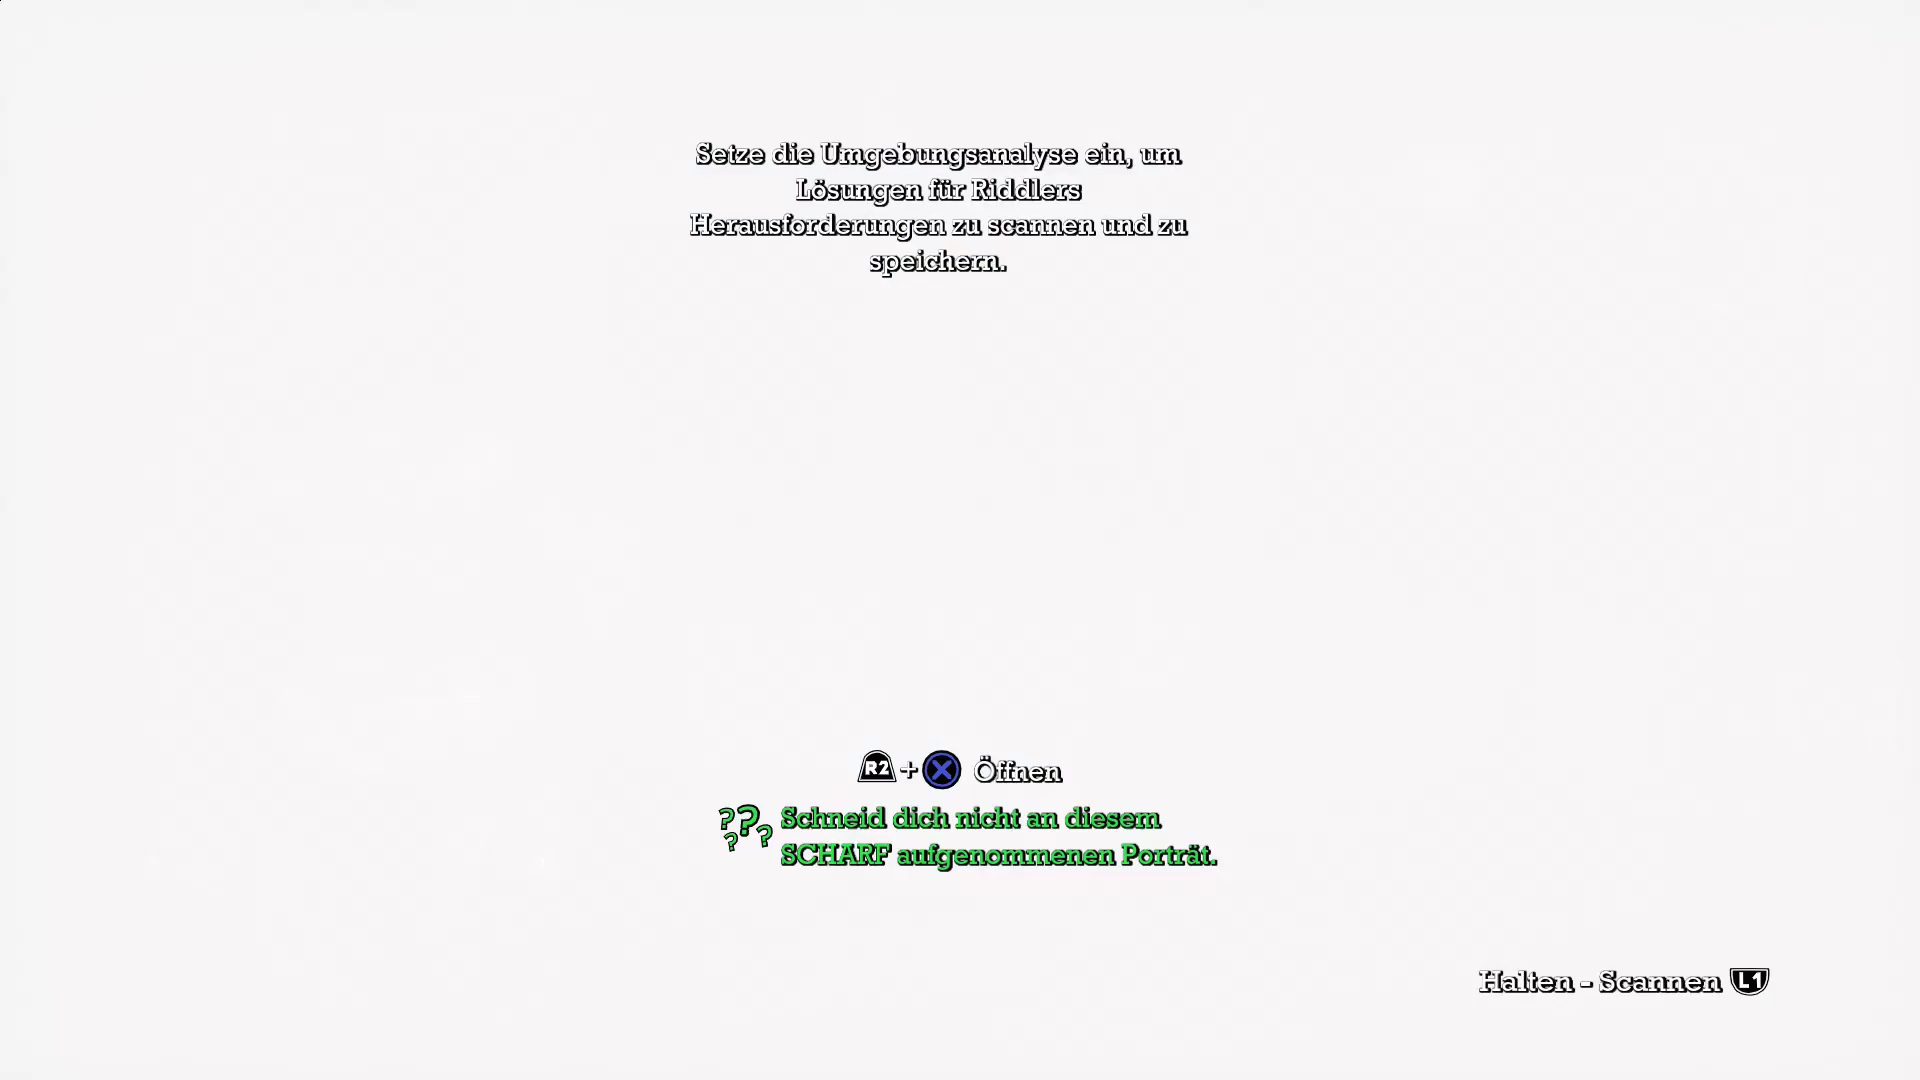 Setze die Umgebungsanalyse ein, um
Lösungen für Riddlers
Herausforderungen zu scannen und zu
speichern.
R2 + Öffnen
???? Schneid dich nicht an diesem
SCHARF aufgenommenen Porträt.
Halten - Scannen L1